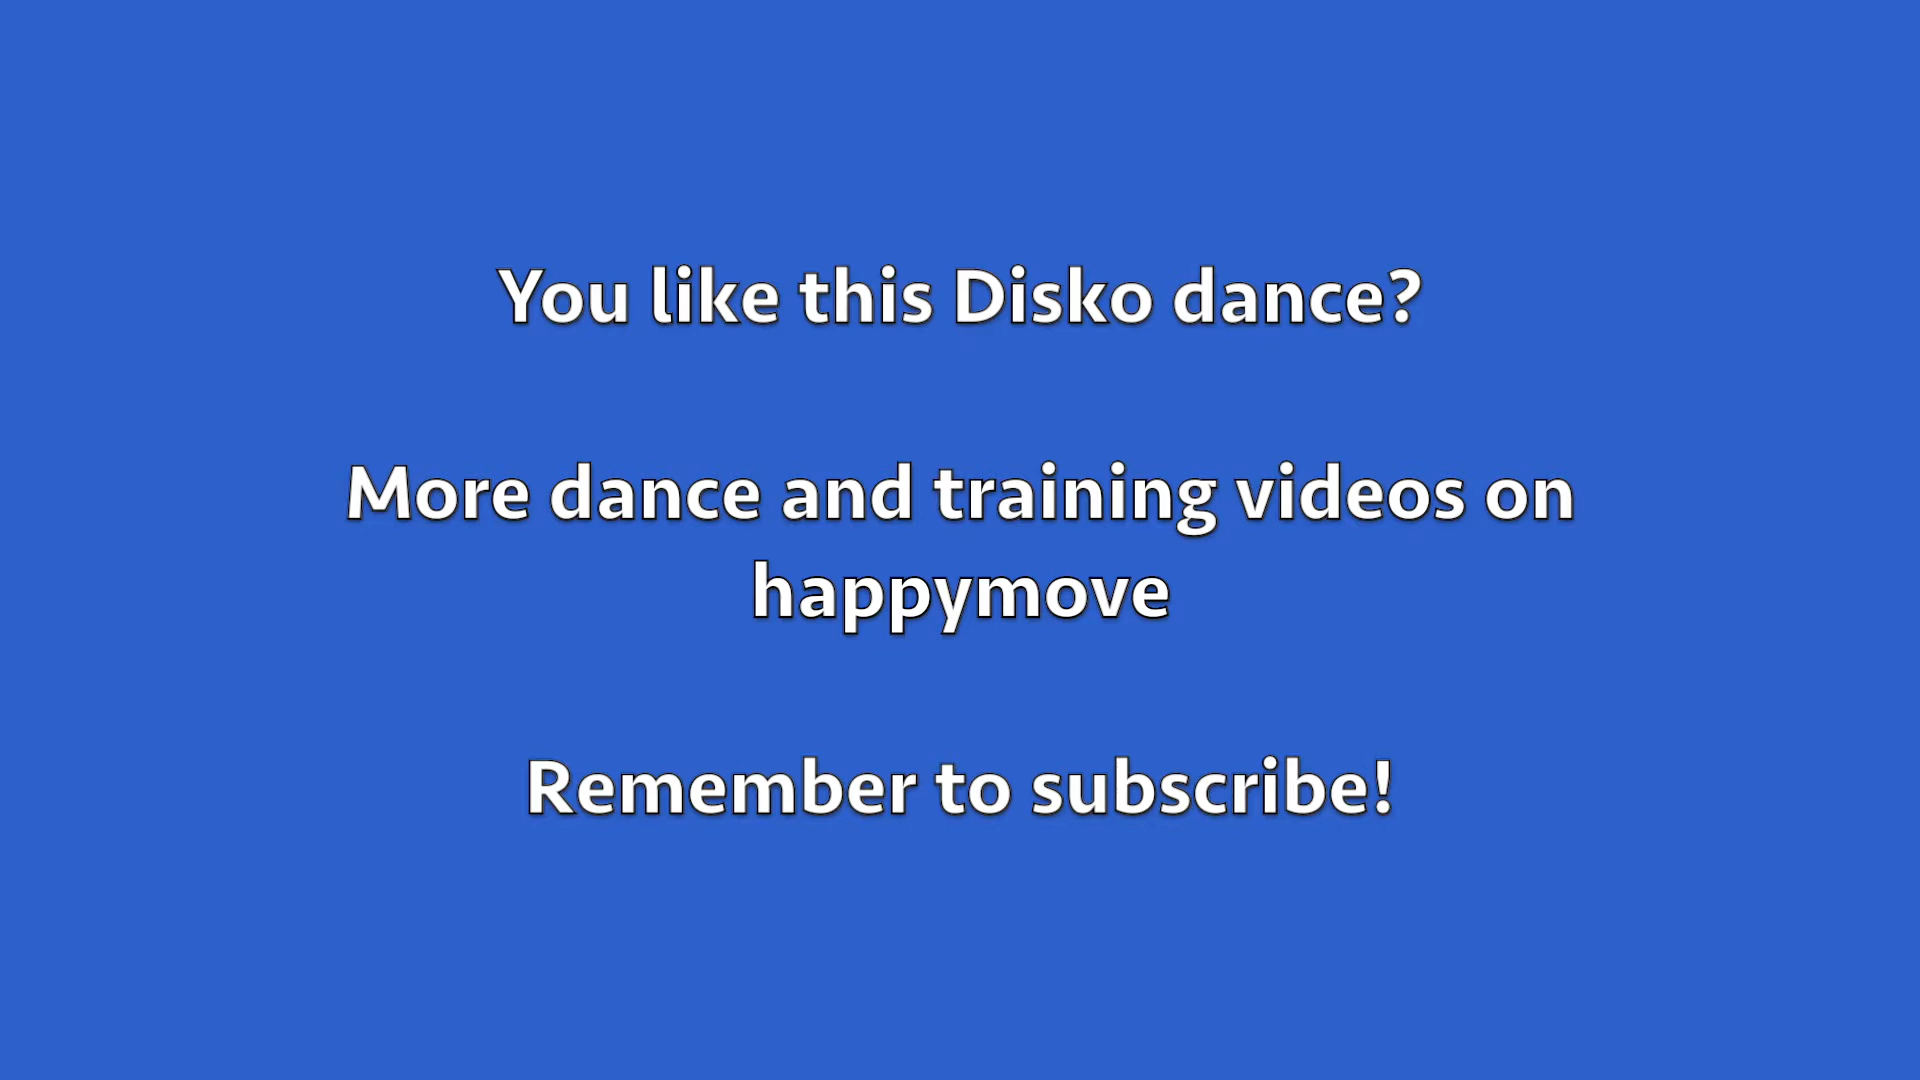 You like this Disko dance?
More dance and training videos on
happymove
Remember to subscribe!